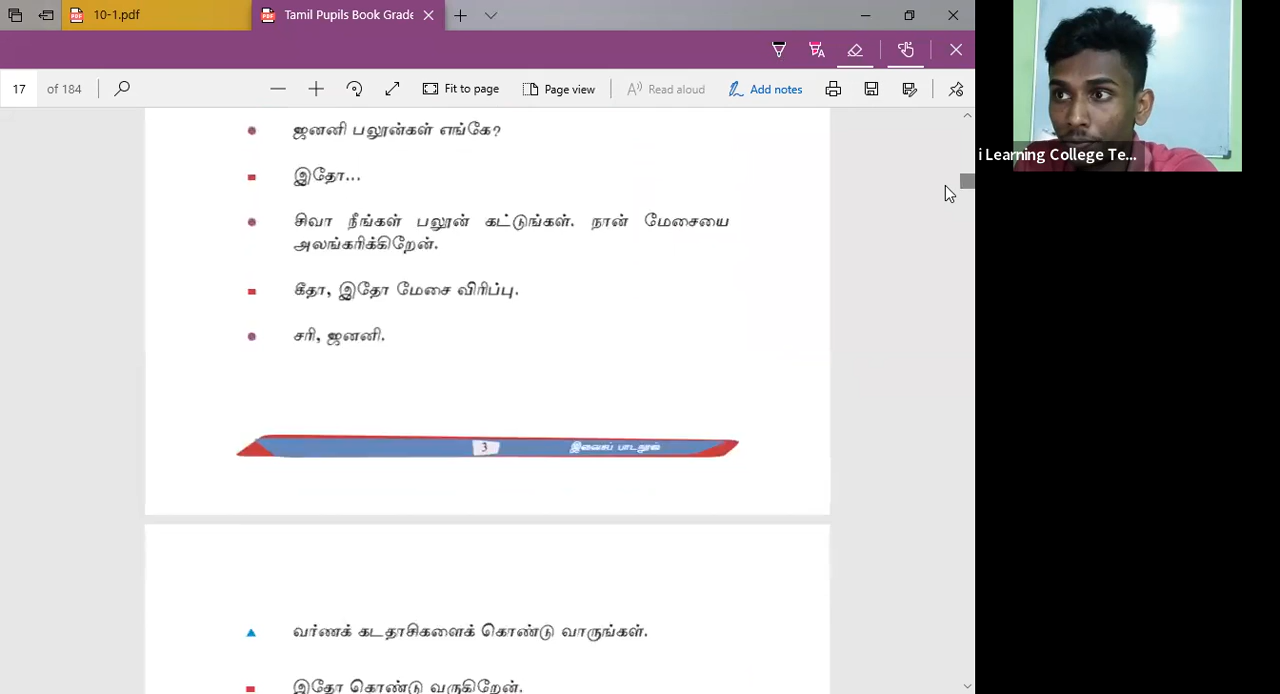 10-1.pdf
Tamil Pupils Book Grade
17 of 184
Fit to page
Page view
Read aloud
Add notes
i Learning College Te...
ஜனனி பலூன்கள் எங்கே?
இதோ...
சிவா நீங்கள் பலூன் கட்டுங்கள். நான் மேசையை
அலங்கரிக்கிறேன்.
கீதா, இதோ மேசை விரிப்பு.
சரி, ஜனனி.
3 இலவசப் பாடநூல்
வர்ணக் கடதாசிகளைக் கொண்டு வாருங்கள்.
இதோ கொண்டு வருகிறேன்.